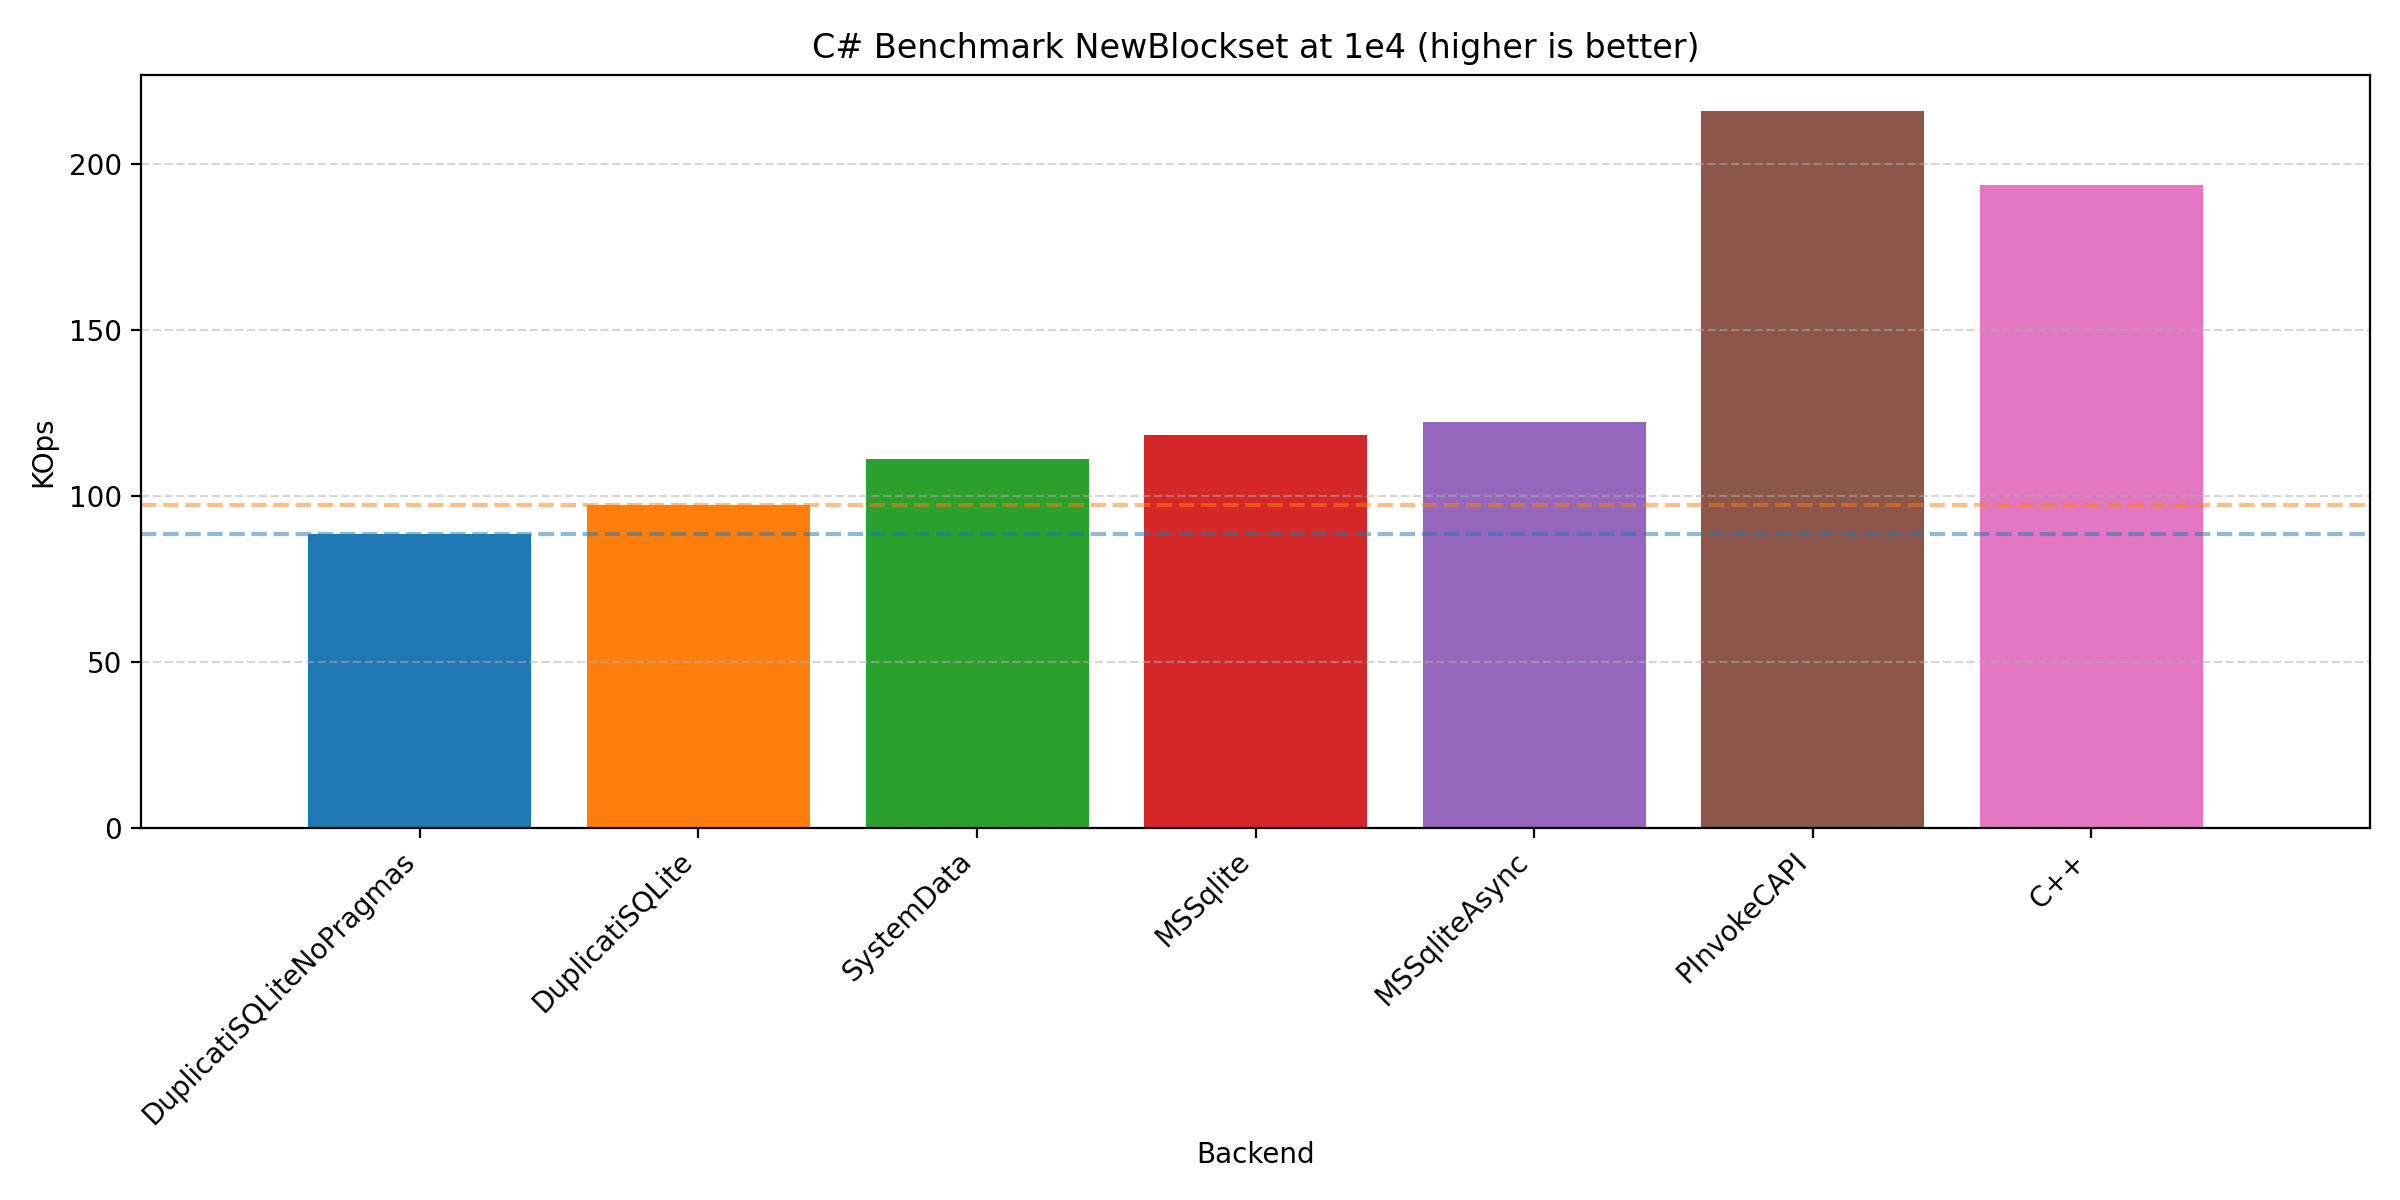 C# Benchmark NewBlockset at 1e4 (higher is better)
KOps
200
150
100
50
0
DuplicatiSQLiteNoPragmas
DuplicatiSQLite
SystemData
MSSqlite
MSSqliteAsync
PInvokeCAPI
C++
Backend